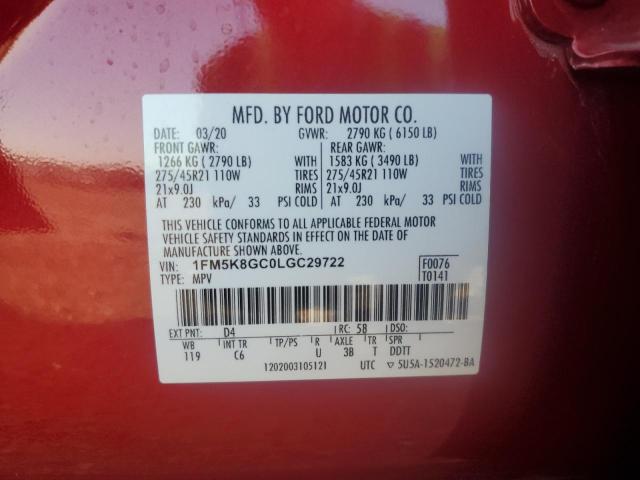 MFD. BY FORD MOTOR CO.
DATE: 03/20 GVWR: 2790 KG ( 6150 LB)
FRONT GAWR: REAR GAWR:
1266 KG ( 2790 LB) 1583 KG ( 3490 LB)
275/45R21 110W TIRES 275/45R21 110W TIRES
21x9.0J RIMS 21x9.0J RIMS
AT 230 kPa/ 33 PSI COLD AT 230 kPa/ 33 PSI COLD
THIS VEHICLE CONFORMS TO ALL APPLICABLE FEDERAL MOTOR
VEHICLE SAFETY STANDARDS IN EFFECT ON THE DATE OF
MANUFACTURE SHOWN ABOVE.
VIN: 1FM5K8GC0LGC29722 F0076
TYPE: MPV T0141
EXT PNT: D4 RC: 58 DSO:
WB INT TR TP/PS R AXLE TR SPR
119 C6 U 3B T DDTT
1202003105121 UTC ▽ 5U5A-1520472-BA